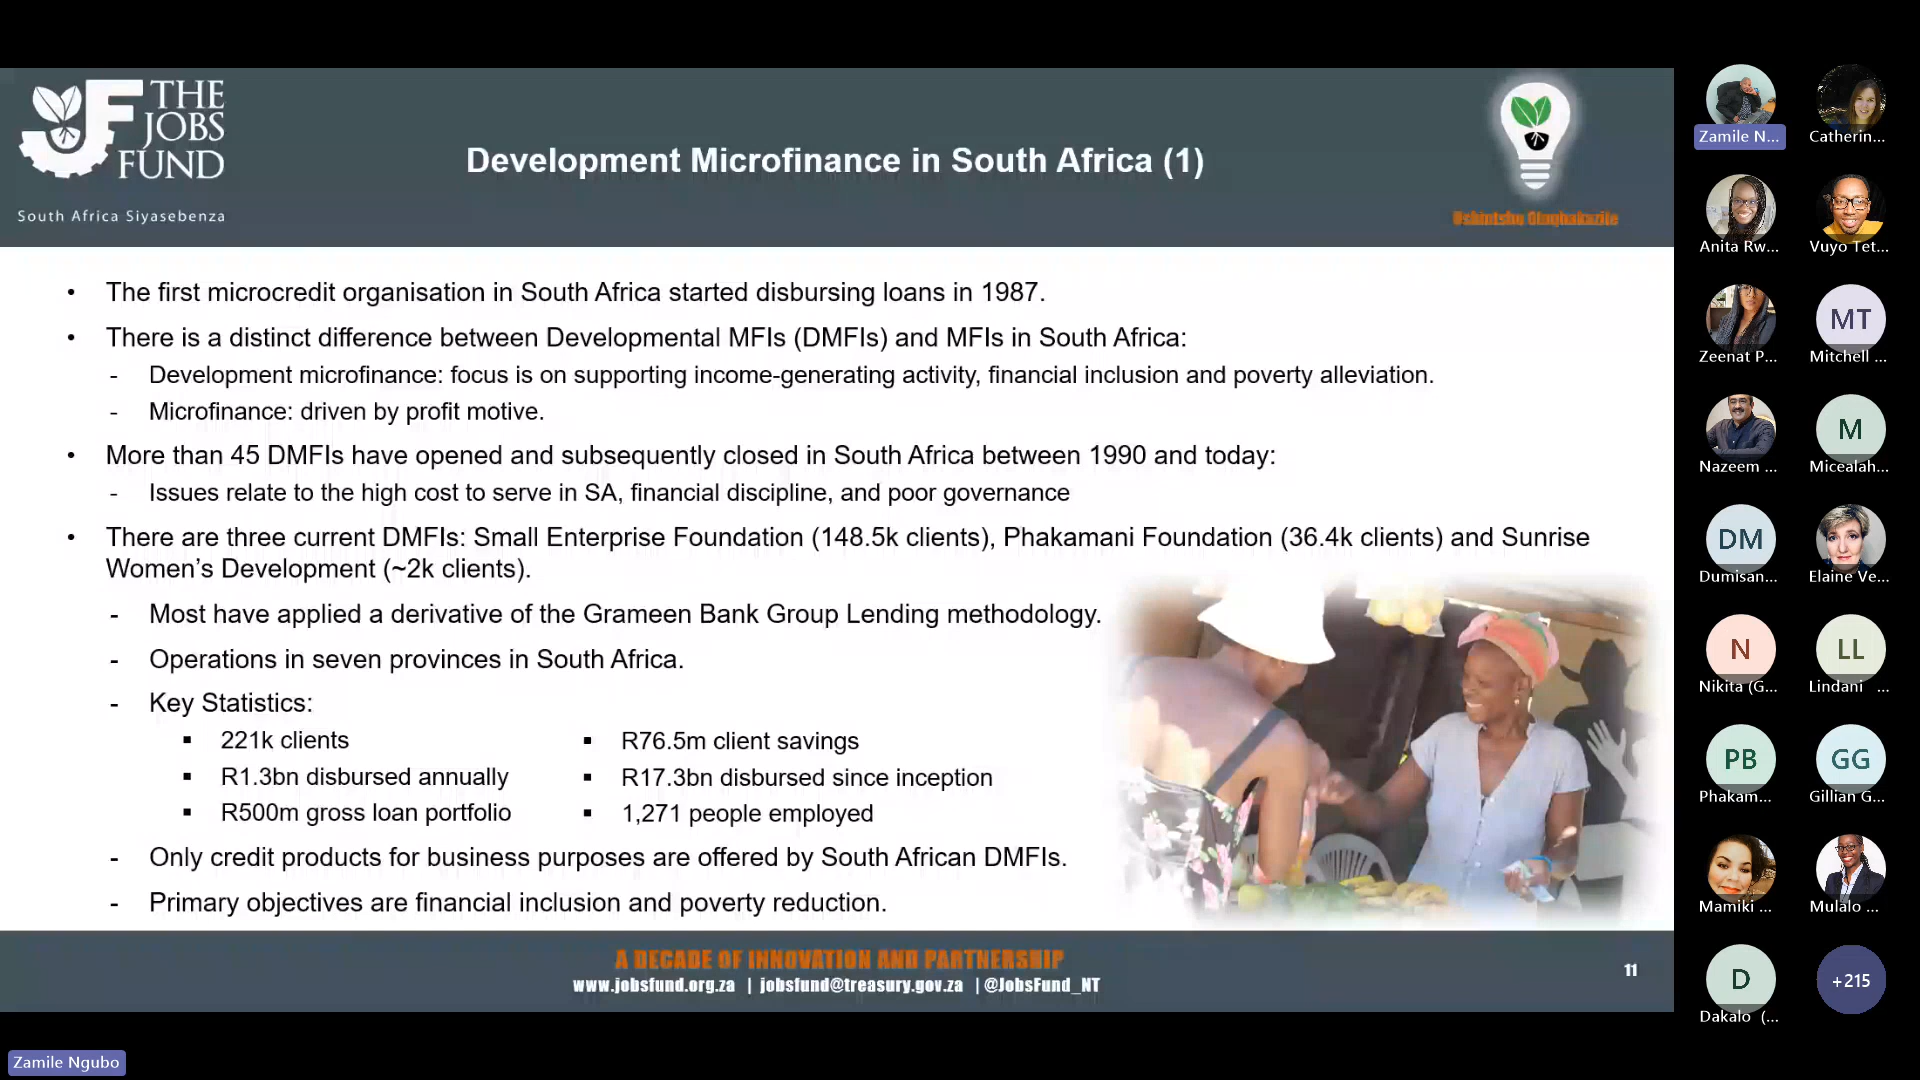 THE
JOBS
FUND
South Africa Siyasebenza
Development Microfinance in South Africa (1)
• The first microcredit organisation in South Africa started disbursing loans in 1987.
• There is a distinct difference between Developmental MFIs (DMFIs) and MFIs in South Africa:
- Development microfinance: focus is on supporting income-generating activity, financial inclusion and poverty alleviation.
- Microfinance: driven by profit motive.
• More than 45 DMFIs have opened and subsequently closed in South Africa between 1990 and today:
- Issues relate to the high cost to serve in SA, financial discipline, and poor governance
• There are three current DMFIs: Small Enterprise Foundation (148.5k clients), Phakamani Foundation (36.4k clients) and Sunrise
Women’s Development (~2k clients).
- Most have applied a derivative of the Grameen Bank Group Lending methodology.
- Operations in seven provinces in South Africa.
- Key Statistics:
▪ 221k clients
▪ R1.3bn disbursed annually
▪ R500m gross loan portfolio
▪ R76.5m client savings
▪ R17.3bn disbursed since inception
▪ 1,271 people employed
- Only credit products for business purposes are offered by South African DMFIs.
- Primary objectives are financial inclusion and poverty reduction.
A DECADE OF INNOVATION AND PARTNERSHIP
www.jobsfund.org.za | jobsfund@treasury.gov.za | @JobsFund_NT
11
Zamile Ngubo
Zamile N...
Catherin...
Anita Rw...
Vuyo Tet...
Zeenat P...
MT
Mitchell ...
Nazeem ...
M
Micealah...
DM
Dumisan...
Elaine Ve...
N
Nikita (G...
LL
Lindani ...
PB
Phakam...
GG
Gillian G...
Mamiki ...
Mulalo ...
D
Dakalo (...
+215